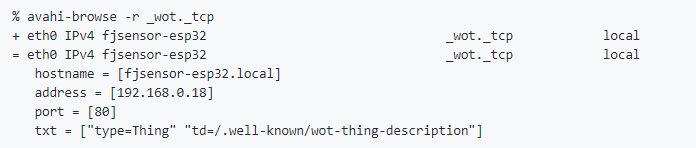 % avahi-browse -r _wot._tcp
+ eth0 IPv4 fjsensor-esp32 _wot._tcp local
= eth0 IPv4 fjsensor-esp32 _wot._tcp local
hostname = [fjsensor-esp32.local]
address = [192.168.0.18]
port = [80]
txt = ["type=Thing" "td=/.well-known/wot-thing-description"]